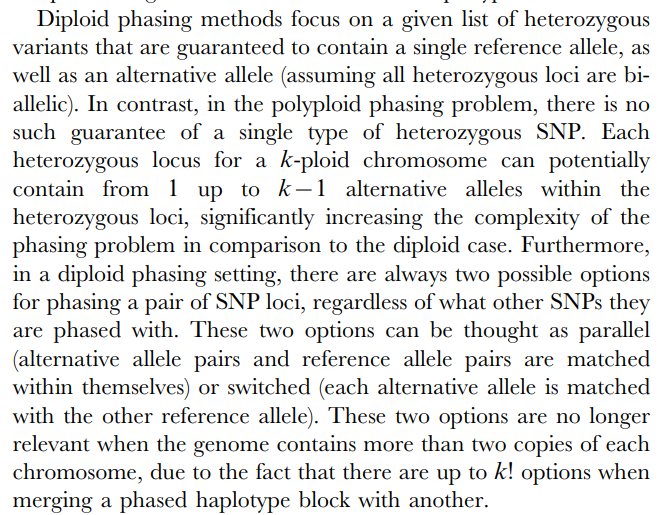 Diploid phasing methods focus on a given list of heterozygous
variants that are guaranteed to contain a single reference allele, as
well as an alternative allele (assuming all heterozygous loci are bi-
allelic). In contrast, in the polyploid phasing problem, there is no
such guarantee of a single type of heterozygous SNP. Each
heterozygous locus for a k-ploid chromosome can potentially
contain from 1 up to k−1 alternative alleles within the
heterozygous loci, significantly increasing the complexity of the
phasing problem in comparison to the diploid case. Furthermore,
in a diploid phasing setting, there are always two possible options
for phasing a pair of SNP loci, regardless of what other SNPs they
are phased with. These two options can be thought as parallel
(alternative allele pairs and reference allele pairs are matched
within themselves) or switched (each alternative allele is matched
with the other reference allele). These two options are no longer
relevant when the genome contains more than two copies of each
chromosome, due to the fact that there are up to k! options when
merging a phased haplotype block with another.